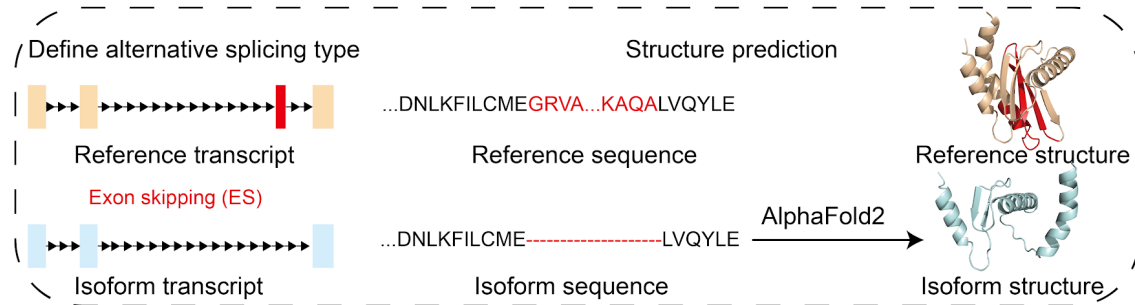 Define alternative splicing type
Structure prediction
...DNLKFILCMEGRVA...KAQALVQYLE
Reference transcript
Reference sequence
Reference structure
Exon skipping (ES)
AlphaFold2
...DNLKFILCME--------------------LVQYLE
Isoform transcript
Isoform sequence
Isoform structure